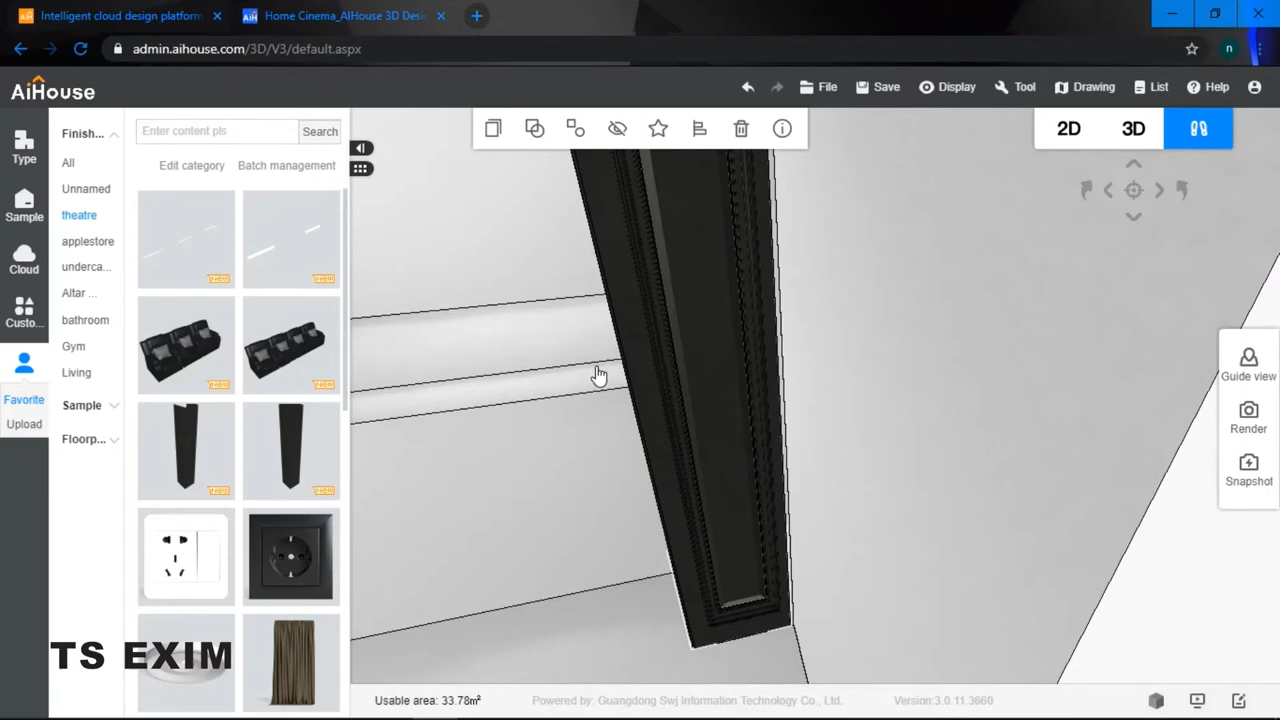 Intelligent cloud design platform
Home Cinema_AIHouse 3D Desi
admin.aihouse.com/3D/V3/default.aspx
n
AiHouse
File
Save
Display
Tool
Drawing
List
Help
Type
Sample
Cloud
Custo...
Favorite
Upload
Finish...
All
Unnamed
theatre
applestore
underca...
Altar ...
bathroom
Gym
Living
Sample
Floorp...
Enter content pls
Search
Edit category
Batch management
2D
3D
Guide view
Render
Snapshot
TS EXIM
Usable area: 33.78m²
Powered by: Guangdong Swj Information Technology Co., Ltd.
Version:3.0.11.3660